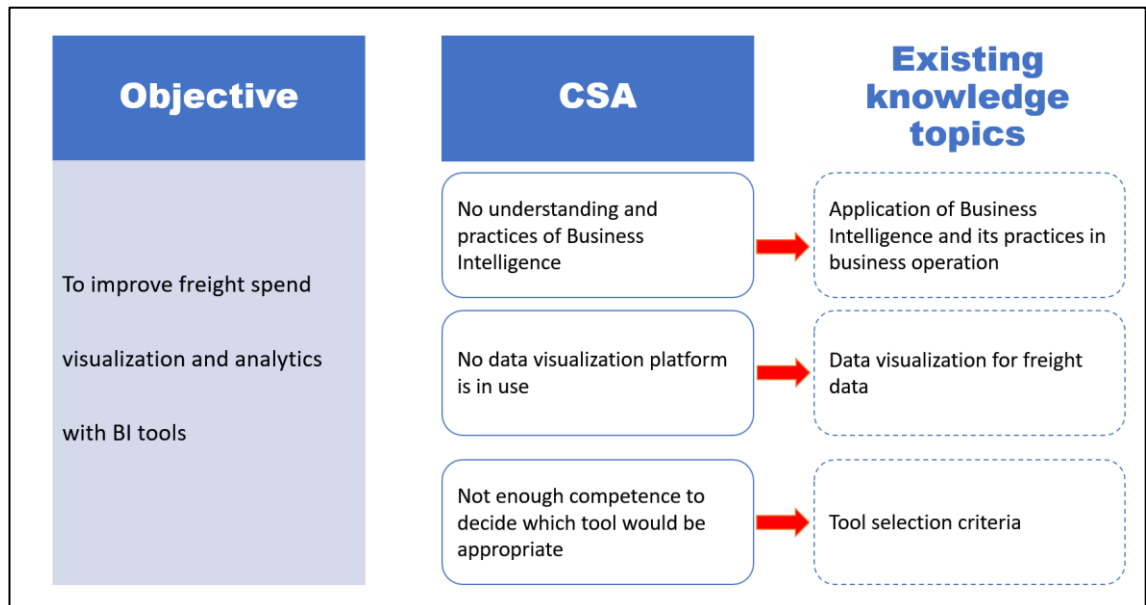 Objective
To improve freight spend
visualization and analytics
with BI tools
CSA
Existing
knowledge
topics
No understanding and
practices of Business
Intelligence
Application of Business
Intelligence and its practices in
business operation
No data visualization platform
is in use
Data visualization for freight
data
Not enough competence to
decide which tool would be
appropriate
Tool selection criteria